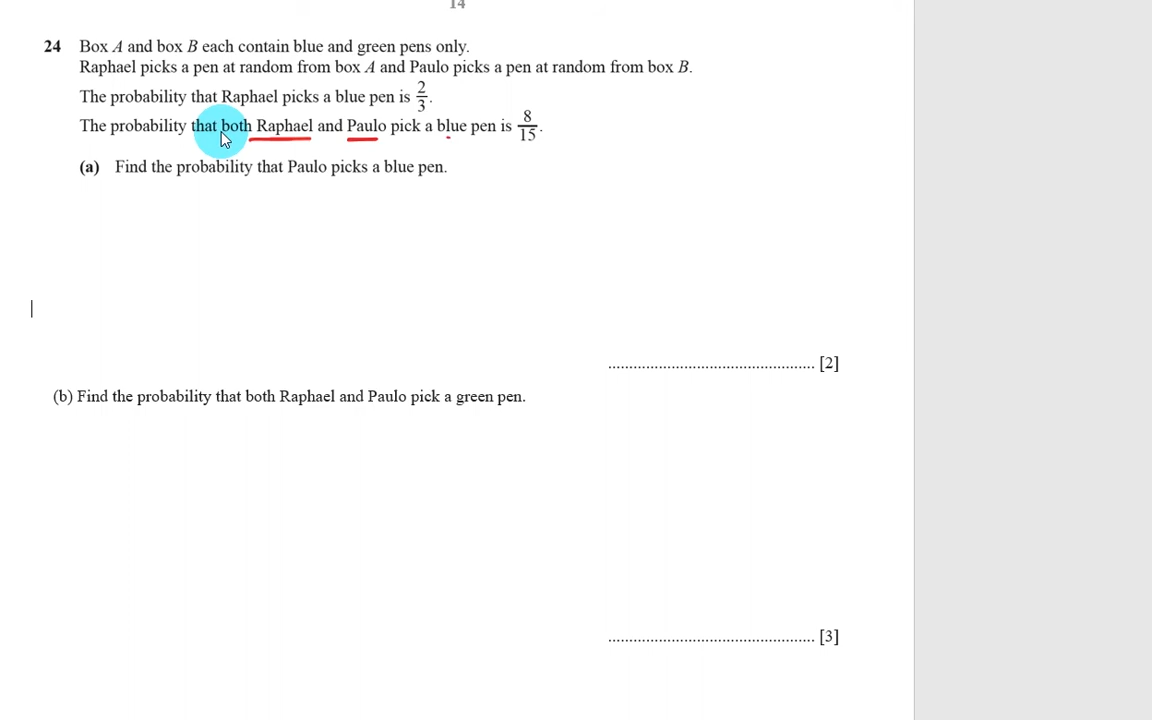 14
24 Box A and box B each contain blue and green pens only.
Raphael picks a pen at random from box A and Paulo picks a pen at random from box B.
The probability that Raphael picks a blue pen is 2/3.
The probability that both Raphael and Paulo pick a blue pen is 8/15.
(a) Find the probability that Paulo picks a blue pen.
................................................. [2]
(b) Find the probability that both Raphael and Paulo pick a green pen.
................................................. [3]